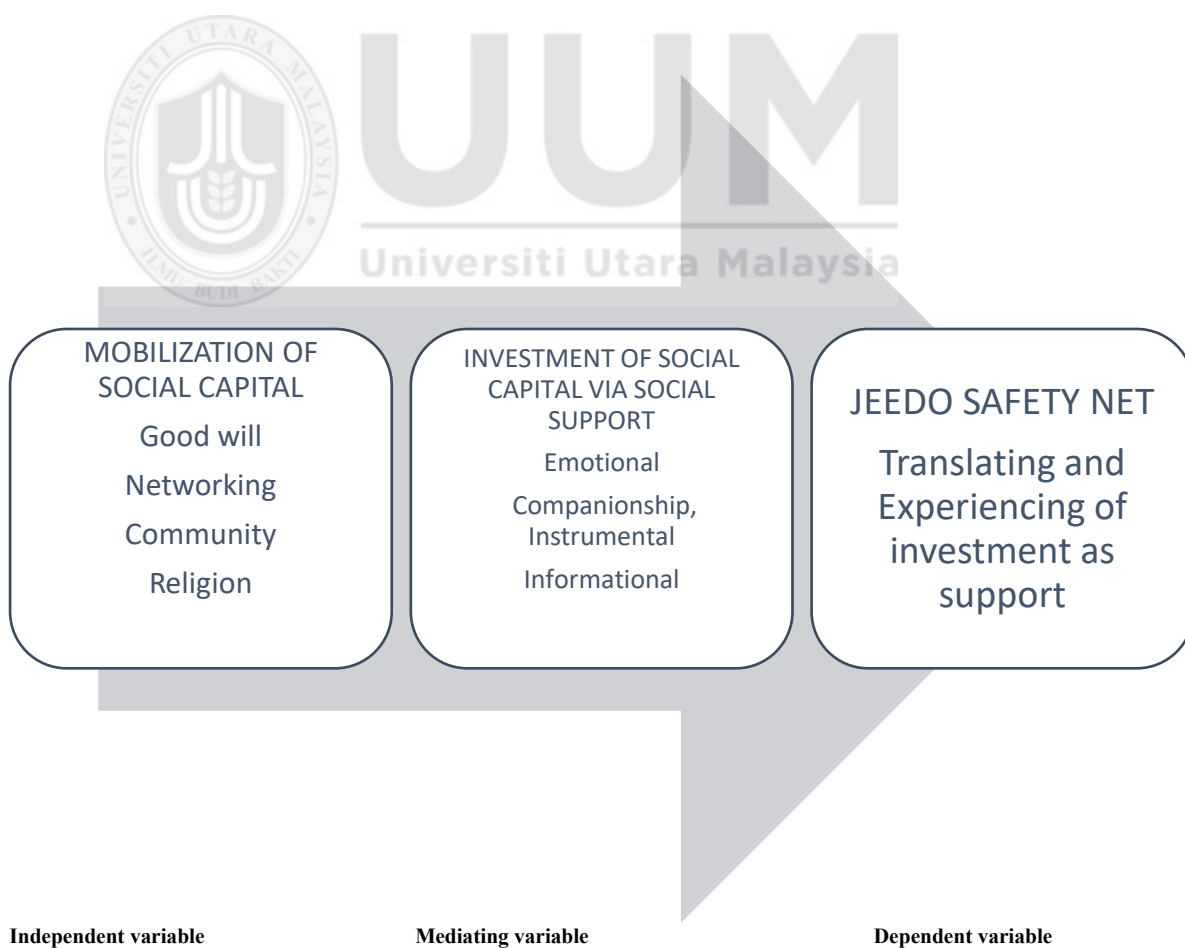 UNIVERSITI UTARA MALAYSIA
ILMU BUDI BAKTI
UUM
Universiti Utara Malaysia
MOBILIZATION OF
SOCIAL CAPITAL
Good will
Networking
Community
Religion
INVESTMENT OF SOCIAL
CAPITAL VIA SOCIAL
SUPPORT
Emotional
Companionship,
Instrumental
Informational
JEEDO SAFETY NET
Translating and
Experiencing of
investment as
support
Independent variable
Mediating variable
Dependent variable